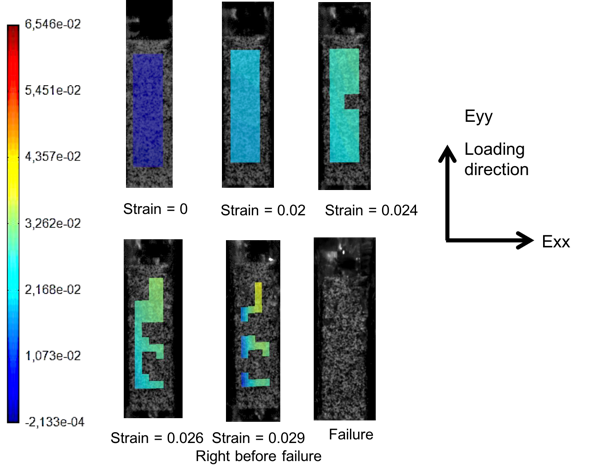 6,546e-02
5,451e-02
4,357e-02
3,262e-02
2,168e-02
1,073e-02
-2,133e-04
Strain = 0
Strain = 0.02
Strain = 0.024
Eyy
Loading
direction
Exx
Strain = 0.026
Strain = 0.029
Right before failure
Failure